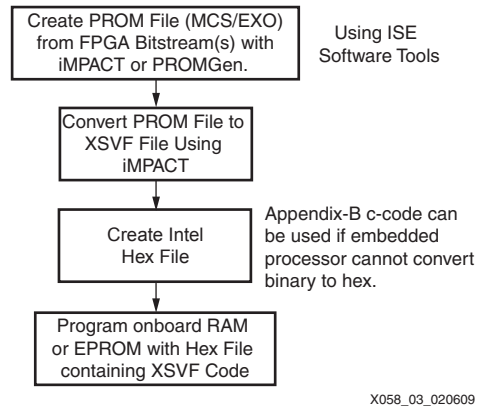 Create PROM File (MCS/EXO)
from FPGA Bitstream(s) with
iMPACT or PROMGen.
Using ISE
Software Tools
Convert PROM File to
XSVF File Using
iMPACT
Create Intel
Hex File
Appendix-B c-code can
be used if embedded
processor cannot convert
binary to hex.
Program onboard RAM
or EPROM with Hex File
containing XSVF Code
X058_03_020609